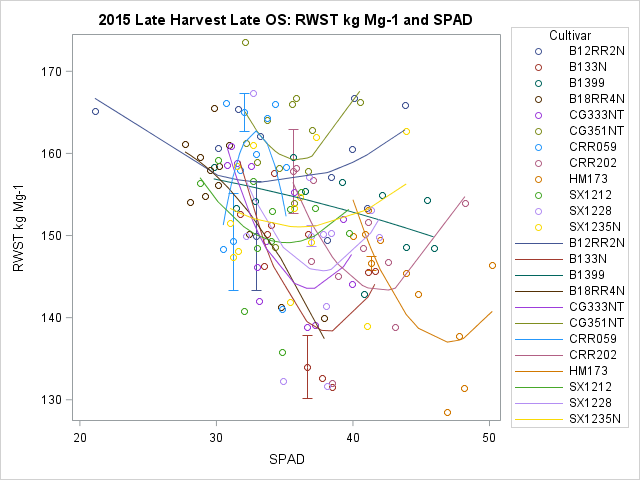 2015 Late Harvest Late OS: RWST kg Mg-1 and SPAD
Cultivar
B12RR2N
B133N
B1399
B18RR4N
CG333NT
CG351NT
CRR059
CRR202
HM173
SX1212
SX1228
SX1235N
B12RR2N
B133N
B1399
B18RR4N
CG333NT
CG351NT
CRR059
CRR202
HM173
SX1212
SX1228
SX1235N
RWST kg Mg-1
170
160
150
140
130
20
30
40
50
SPAD